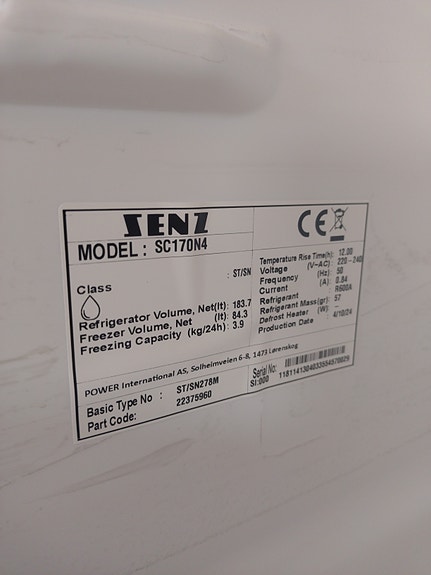 SENZ
MODEL : SC170N4
Class : ST/SN
Refrigerator Volume, Net(lt): 183.7
Freezer Volume, Net (lt): 84.3
Freezing Capacity (kg/24h): 3.9
CE
Temperature Rise Time(h): 12.00
Voltage (V~AC): 220 - 240
Frequency (Hz): 50
Current (A): 0.84
Refrigerant : R600A
Refrigerant Mass(gr): 57
Defrost Heater (W) : -
Production Date : 4/10/24
POWER International AS, Solheimveien 6-8, 1473 Lørenskog
Basic Type No : ST/SN278M
Part Code: 22375960
Serial No:
SI:000